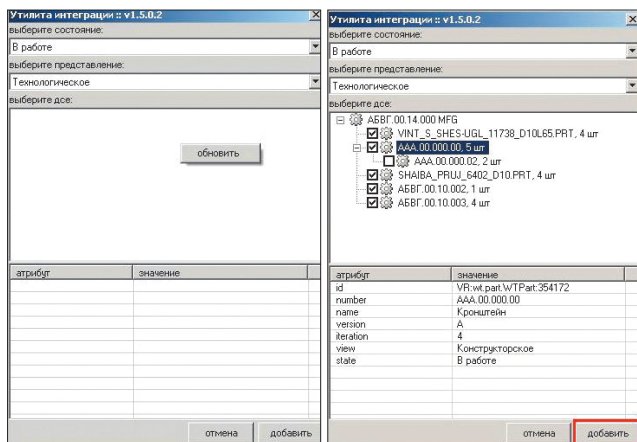 Утилита интеграции :: v1.5.0.2
выберите состояние:
В работе
выберите представление:
Технологическое
выберите дсе:
обновить
атрибут значение
отмена добавить
Утилита интеграции :: v1.5.0.2
выберите состояние:
В работе
выберите представление:
Технологическое
выберите дсе:
АБВГ.00.14.000 MFG
VINT_S_SHES-UGL_11738_D10L65.PRT, 4 шт
ААА.00.000.00, 5 шт
ААА.00.000.02, 2 шт
SHAIBA_PRUJ_6402_D10.PRT, 4 шт
АБВГ.00.10.002, 1 шт
АБВГ.00.10.003, 4 шт
атрибут значение
id VR:wt.part.WTPart:354172
number ААА.00.000.00
name Кронштейн
version А
iteration 4
view Конструкторское
state В работе
отмена добавить